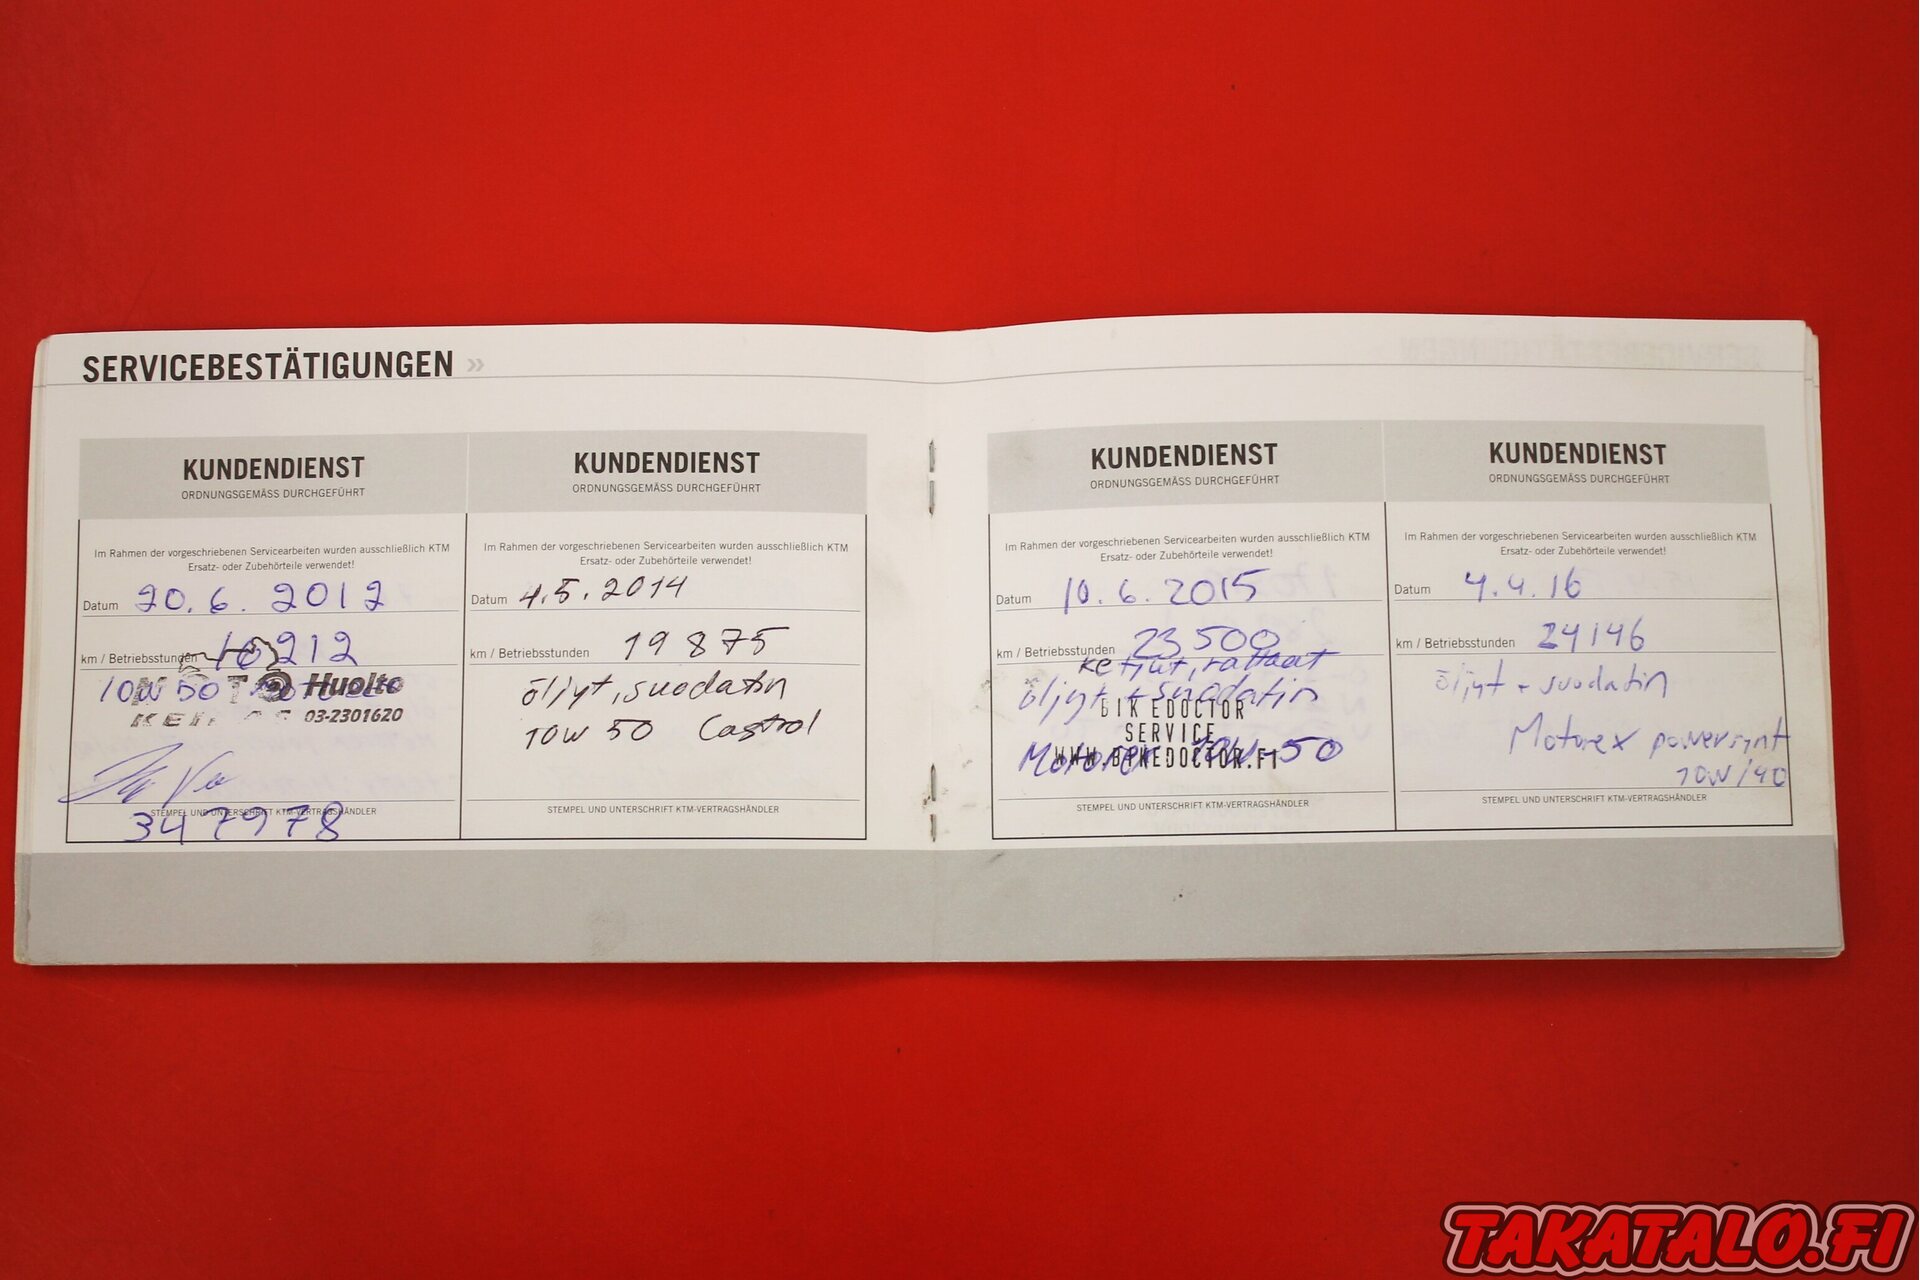 SERVICEBESTÄTIGUNGEN »
KUNDENDIENST
ORDNUNGSGEMÄSS DURCHGEFÜHRT
Im Rahmen der vorgeschriebenen Servicearbeiten wurden ausschließlich KTM
Ersatz- oder Zubehörteile verwendet!
Datum 20.6.2012
km / Betriebsstunden 10212
10W50
Huolto
03-2301620
STEMPEL UND UNTERSCHRIFT KTM-VERTRAGSHÄNDLER
347978
KUNDENDIENST
ORDNUNGSGEMÄSS DURCHGEFÜHRT
Im Rahmen der vorgeschriebenen Servicearbeiten wurden ausschließlich KTM
Ersatz- oder Zubehörteile verwendet!
Datum 4.5.2014
km / Betriebsstunden 19875
öljyt, suodatin
10W50 Castrol
STEMPEL UND UNTERSCHRIFT KTM-VERTRAGSHÄNDLER
KUNDENDIENST
ORDNUNGSGEMÄSS DURCHGEFÜHRT
Im Rahmen der vorgeschriebenen Servicearbeiten wurden ausschließlich KTM
Ersatz- oder Zubehörteile verwendet!
Datum 10.6.2015
km / Betriebsstunden 23500
ketjut, rattaat
öljyt + suodatin
BIKEDOCTOR
SERVICE
WWW.BIKEDOCTOR.FI
Motorex 10W-50
STEMPEL UND UNTERSCHRIFT KTM-VERTRAGSHÄNDLER
KUNDENDIENST
ORDNUNGSGEMÄSS DURCHGEFÜHRT
Im Rahmen der vorgeschriebenen Servicearbeiten wurden ausschließlich KTM
Ersatz- oder Zubehörteile verwendet!
Datum 4.4.16
km / Betriebsstunden 24146
öljyt + suodatin
Motorex powersynt
10W/40
STEMPEL UND UNTERSCHRIFT KTM-VERTRAGSHÄNDLER
TAKATALO.FI